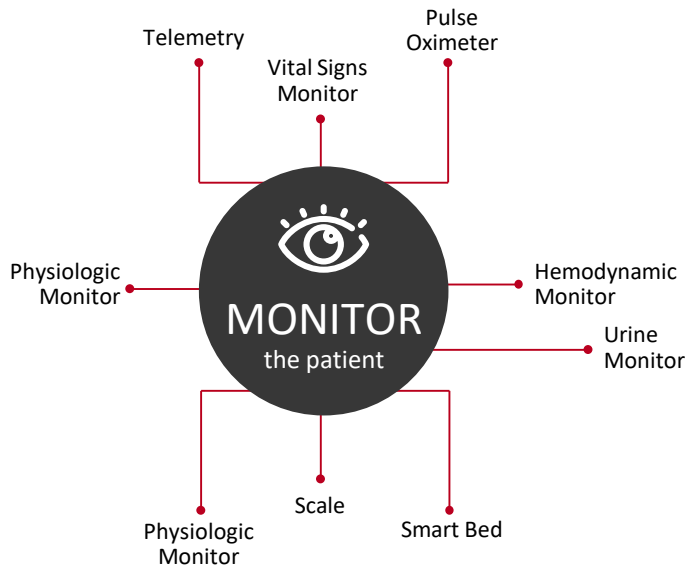 Telemetry
Vital Signs
Monitor
Pulse
Oximeter
Physiologic
Monitor
MONITOR
the patient
Hemodynamic
Monitor
Urine
Monitor
Physiologic
Monitor
Scale
Smart Bed